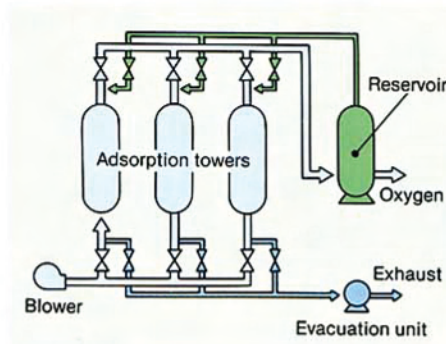 Reservoir
Adsorption towers
Oxygen
Blower
Exhaust
Evacuation unit